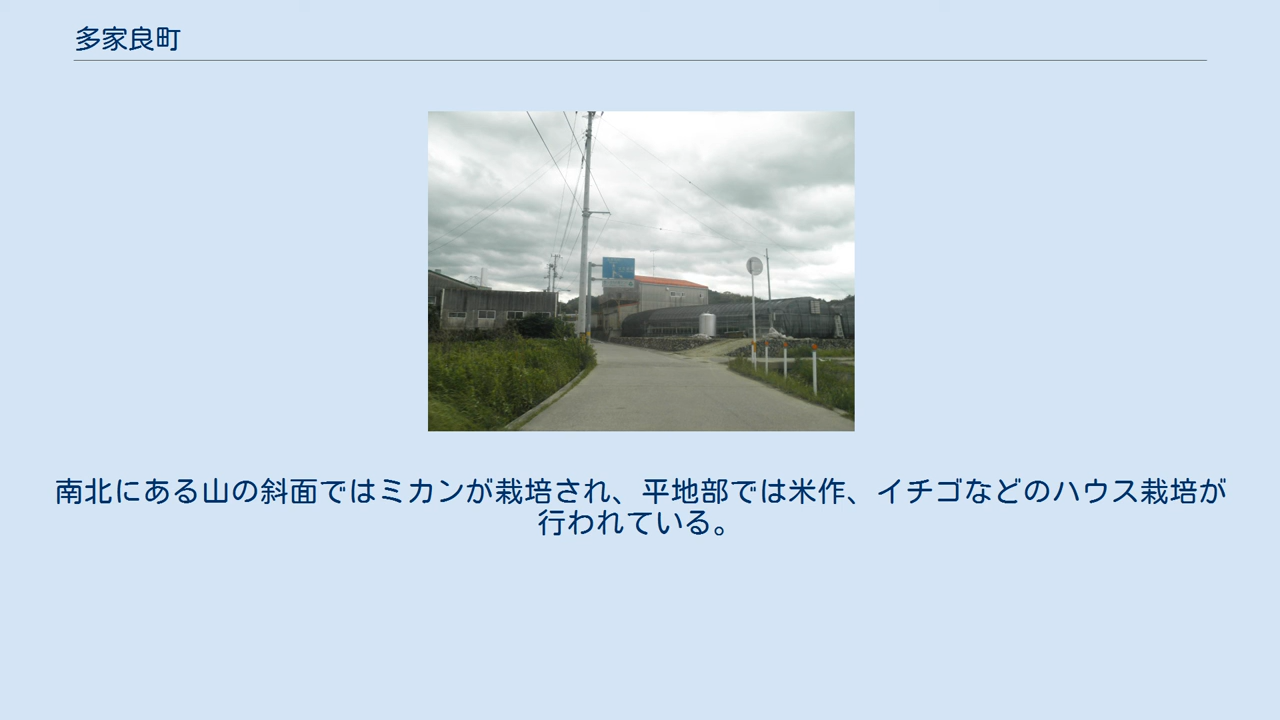 多家良町
南北にある山の斜面ではミカンが栽培され、平地部では米作、イチゴなどのハウス栽培が
行われている。